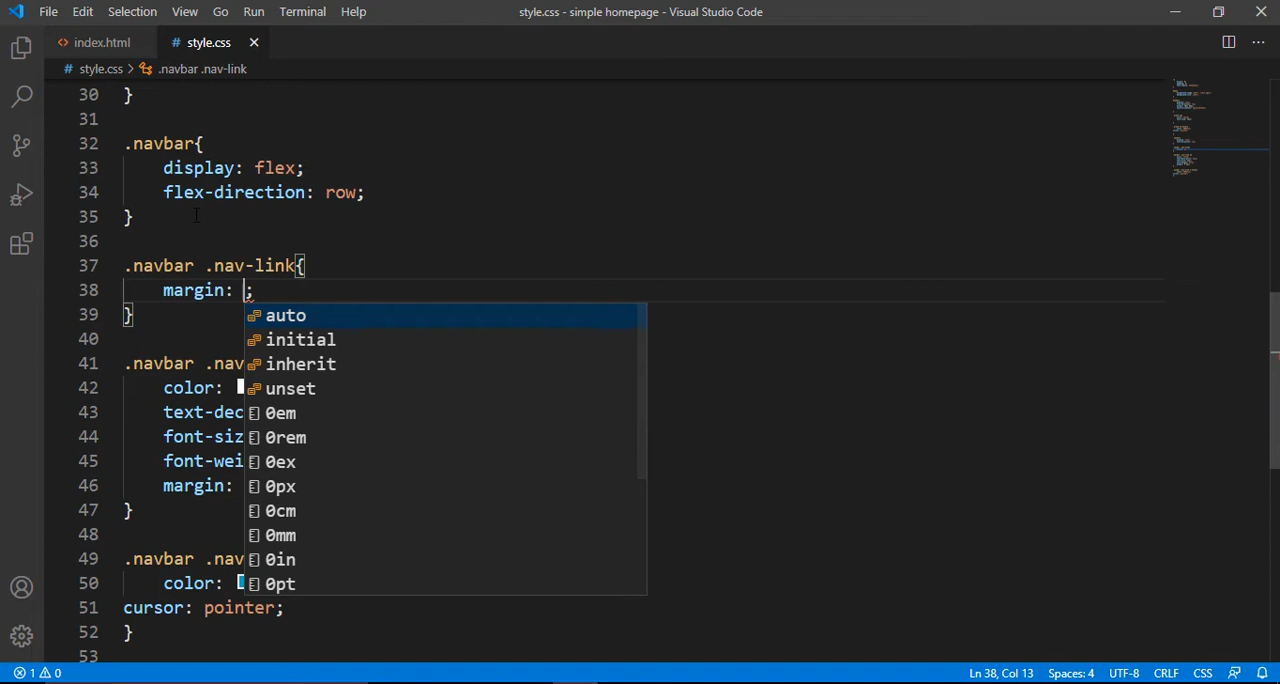 File Edit Selection View Go Run Terminal Help style.css - simple homepage - Visual Studio Code
<> index.html # style.css
# style.css > .navbar .nav-link
30 }
31
32 .navbar{
33 display: flex;
34 flex-direction: row;
35 }
36
37 .navbar .nav-link{
38 margin: ;
39 }
auto
40
initial
41 .navbar .nav
inherit
42 color:
unset
43 text-dec
0em
44 font-siz
0rem
45 font-wei
0ex
46 margin:
0px
47 }
0cm
48
0mm
49 .navbar .nav
0in
50 color:
0pt
51 cursor: pointer;
52 }
53
1 0 Ln 38, Col 13 Spaces: 4 UTF-8 CRLF CSS